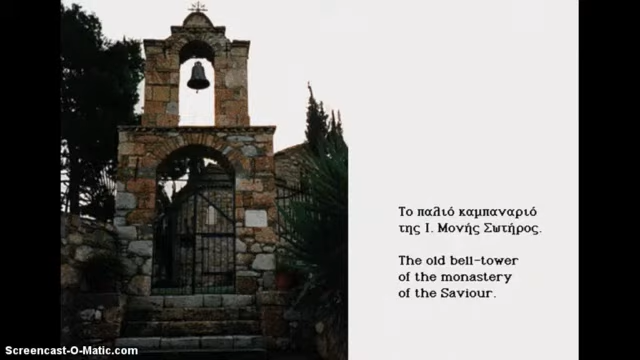 Το παλιό καμπαναριό
της Ι. Μονής Σωτήρος.
The old bell-tower
of the monastery
of the Saviour.
Screencast-O-Matic.com